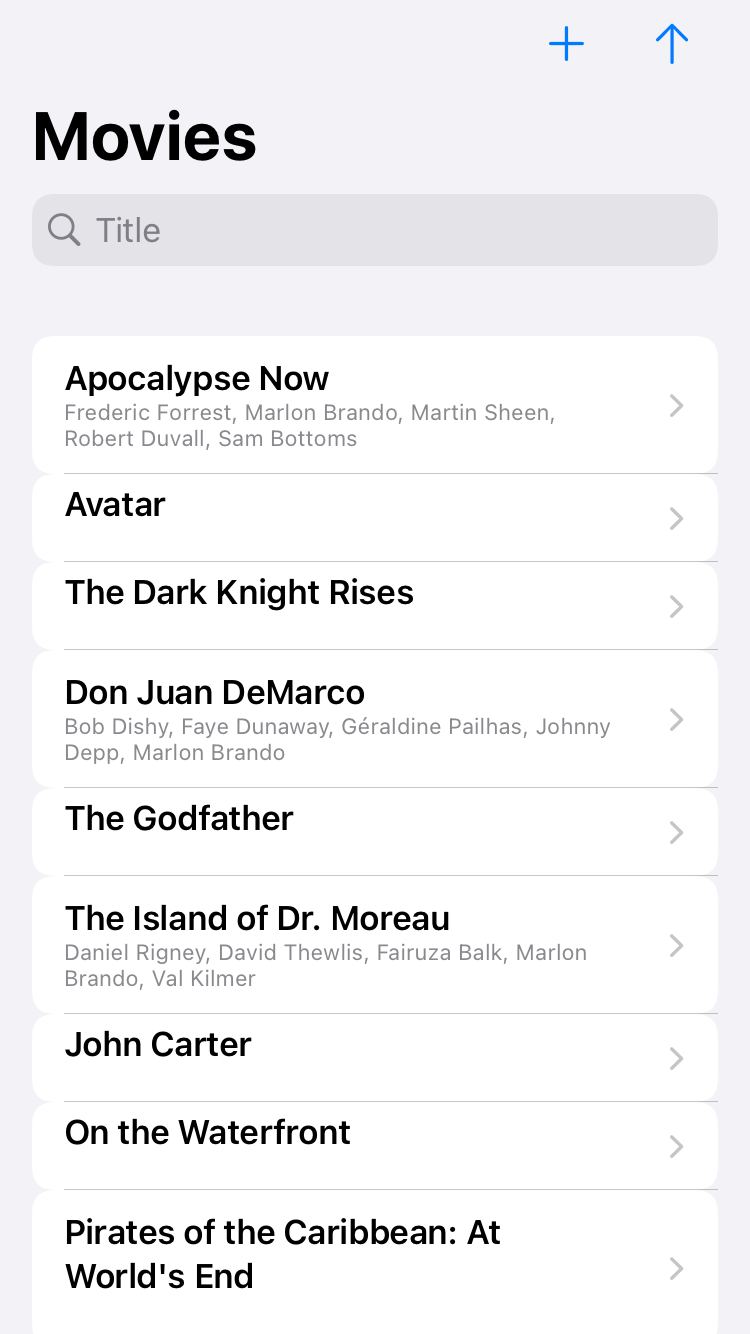 Movies
Title
Apocalypse Now
Frederic Forrest, Marlon Brando, Martin Sheen,
Robert Duvall, Sam Bottoms
Avatar
The Dark Knight Rises
Don Juan DeMarco
Bob Dishy, Faye Dunaway, Géraldine Pailhas, Johnny
Depp, Marlon Brando
The Godfather
The Island of Dr. Moreau
Daniel Rigney, David Thewlis, Fairuza Balk, Marlon
Brando, Val Kilmer
John Carter
On the Waterfront
Pirates of the Caribbean: At
World's End